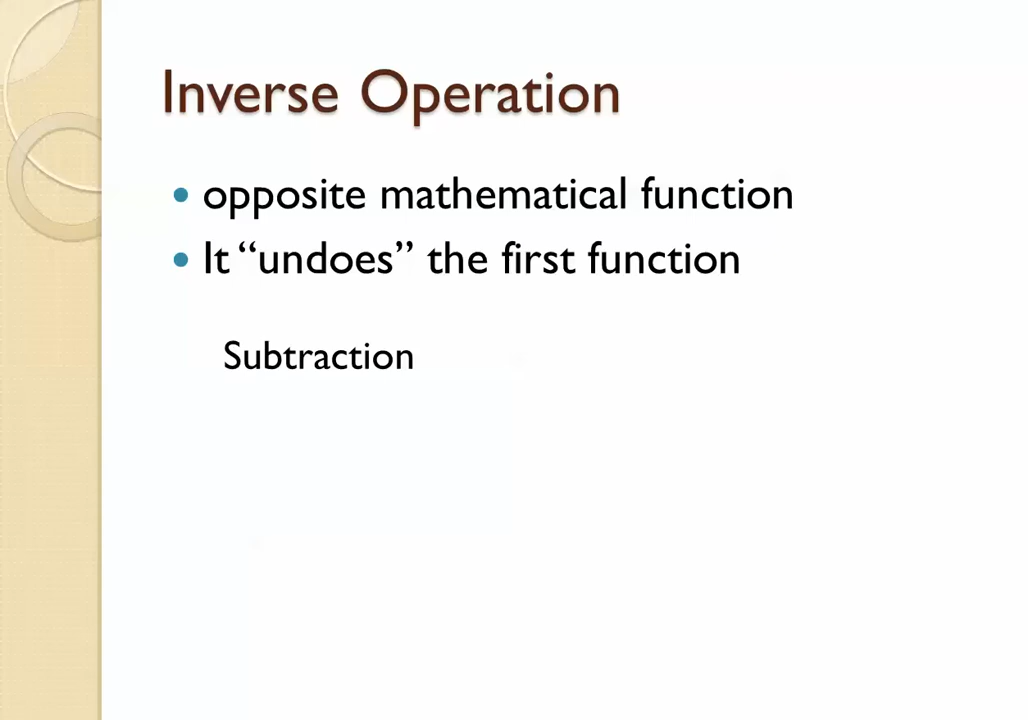 Inverse Operation
• opposite mathematical function
• It “undoes” the first function
Subtraction